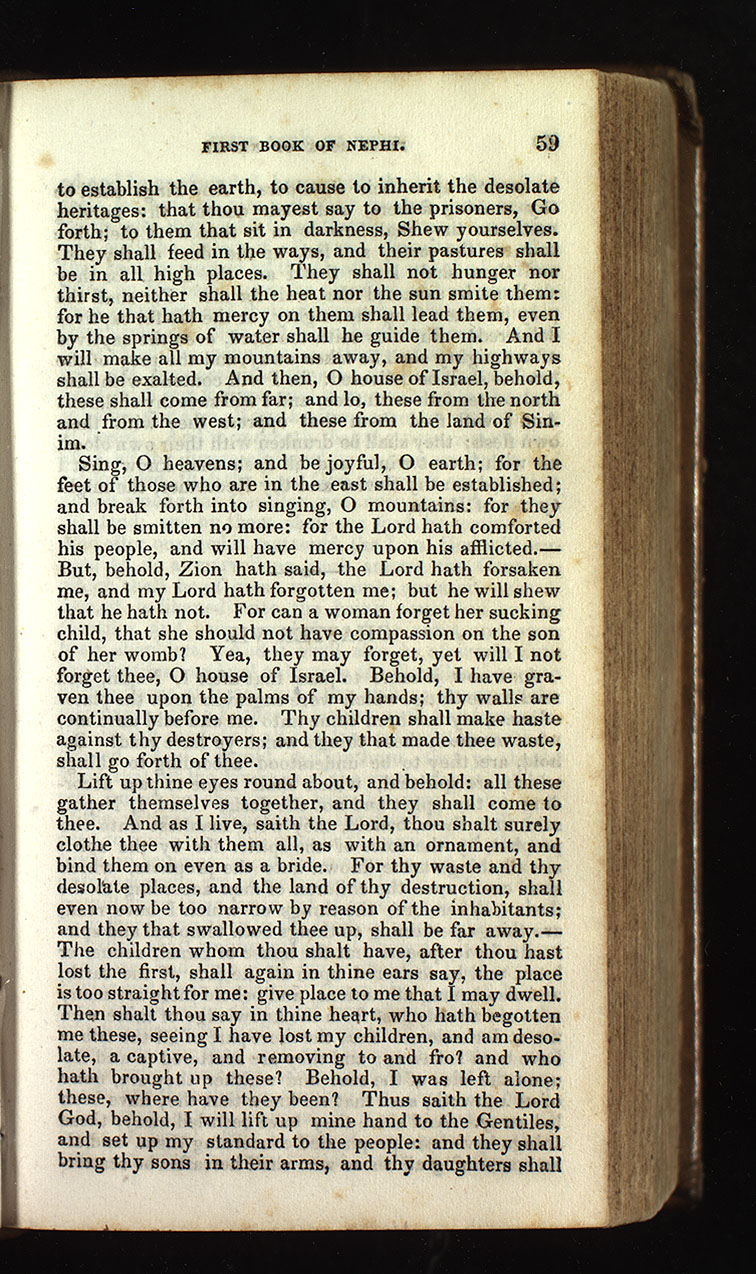 FIRST BOOK OF NEPHI. 59
to establish the earth, to cause to inherit the desolate
heritages: that thou mayest say to the prisoners, Go
forth; to them that sit in darkness, Shew yourselves.
They shall feed in the ways, and their pastures shall
be in all high places. They shall not hunger nor
thirst, neither shall the heat nor the sun smite them:
for he that hath mercy on them shall lead them, even
by the springs of water shall he guide them. And I
will make all my mountains away, and my highways
shall be exalted. And then, O house of Israel, behold,
these shall come from far; and lo, these from the north
and from the west; and these from the land of Sin-
im.
Sing, O heavens; and be joyful, O earth; for the
feet of those who are in the east shall be established;
and break forth into singing, O mountains: for they
shall be smitten no more: for the Lord hath comforted
his people, and will have mercy upon his afflicted.—
But, behold, Zion hath said, the Lord hath forsaken
me, and my Lord hath forgotten me; but he will shew
that he hath not. For can a woman forget her sucking
child, that she should not have compassion on the son
of her womb? Yea, they may forget, yet will I not
forget thee, O house of Israel. Behold, I have gra-
ven thee upon the palms of my hands; thy walls are
continually before me. Thy children shall make haste
against thy destroyers; and they that made thee waste,
shall go forth of thee.
Lift up thine eyes round about, and behold: all these
gather themselves together, and they shall come to
thee. And as I live, saith the Lord, thou shalt surely
clothe thee with them all, as with an ornament, and
bind them on even as a bride. For thy waste and thy
desolate places, and the land of thy destruction, shall
even now be too narrow by reason of the inhabitants;
and they that swallowed thee up, shall be far away.—
The children whom thou shalt have, after thou hast
lost the first, shall again in thine ears say, the place
is too straight for me: give place to me that I may dwell.
Then shalt thou say in thine heart, who hath begotten
me these, seeing I have lost my children, and am deso-
late, a captive, and removing to and fro? and who
hath brought up these? Behold, I was left alone;
these, where have they been? Thus saith the Lord
God, behold, I will lift up mine hand to the Gentiles,
and set up my standard to the people: and they shall
bring thy sons in their arms, and thy daughters shall